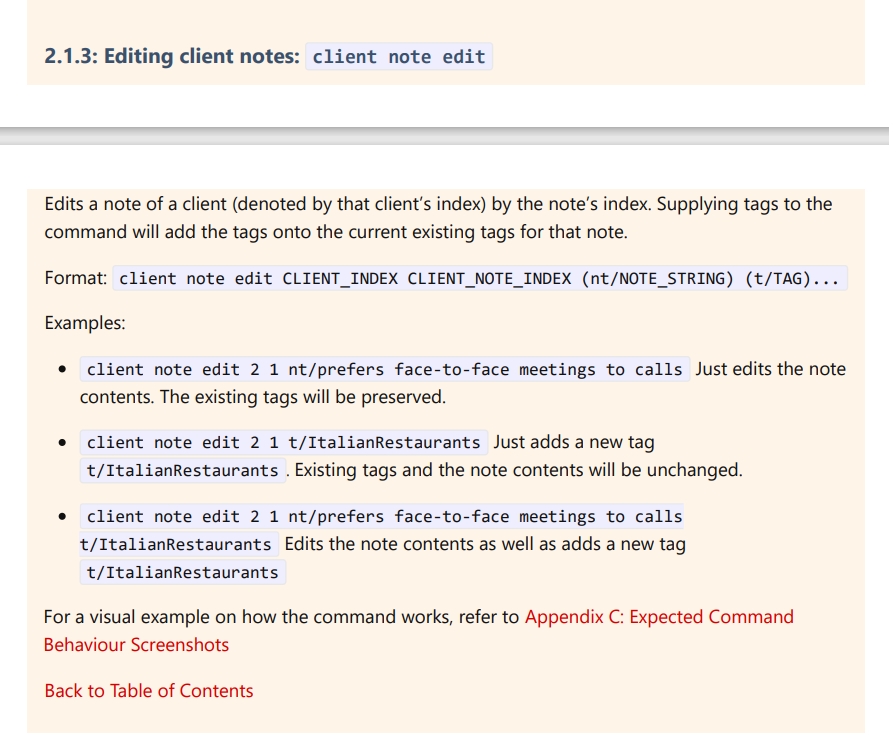 2.1.3: Editing client notes: client note edit
Edits a note of a client (denoted by that client’s index) by the note’s index. Supplying tags to the
command will add the tags onto the current existing tags for that note.
Format: client note edit CLIENT_INDEX CLIENT_NOTE_INDEX (nt/NOTE_STRING) (t/TAG)...
Examples:
• client note edit 2 1 nt/prefers face-to-face meetings to calls Just edits the note
contents. The existing tags will be preserved.
• client note edit 2 1 t/ItalianRestaurants Just adds a new tag
t/ItalianRestaurants . Existing tags and the note contents will be unchanged.
• client note edit 2 1 nt/prefers face-to-face meetings to calls
t/ItalianRestaurants Edits the note contents as well as adds a new tag
t/ItalianRestaurants
For a visual example on how the command works, refer to Appendix C: Expected Command
Behaviour Screenshots
Back to Table of Contents